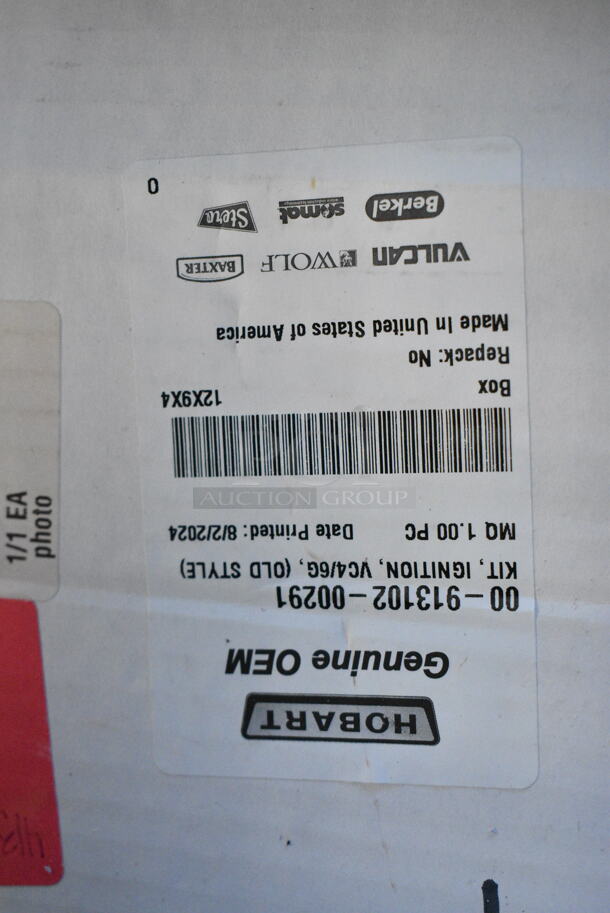 HOBART
Genuine OEM
00-913102-00291
KIT, IGNITION, VC4/6G, (OLD STYLE)
MQ 1.00 PC Date Printed: 8/2/2024
Box 12X9X4
Repack: No
Made In United States of America
VULCAN WOLF BAXTER
Berkel somat Stero
0
1/1 EA
photo
AUCTION GROUP